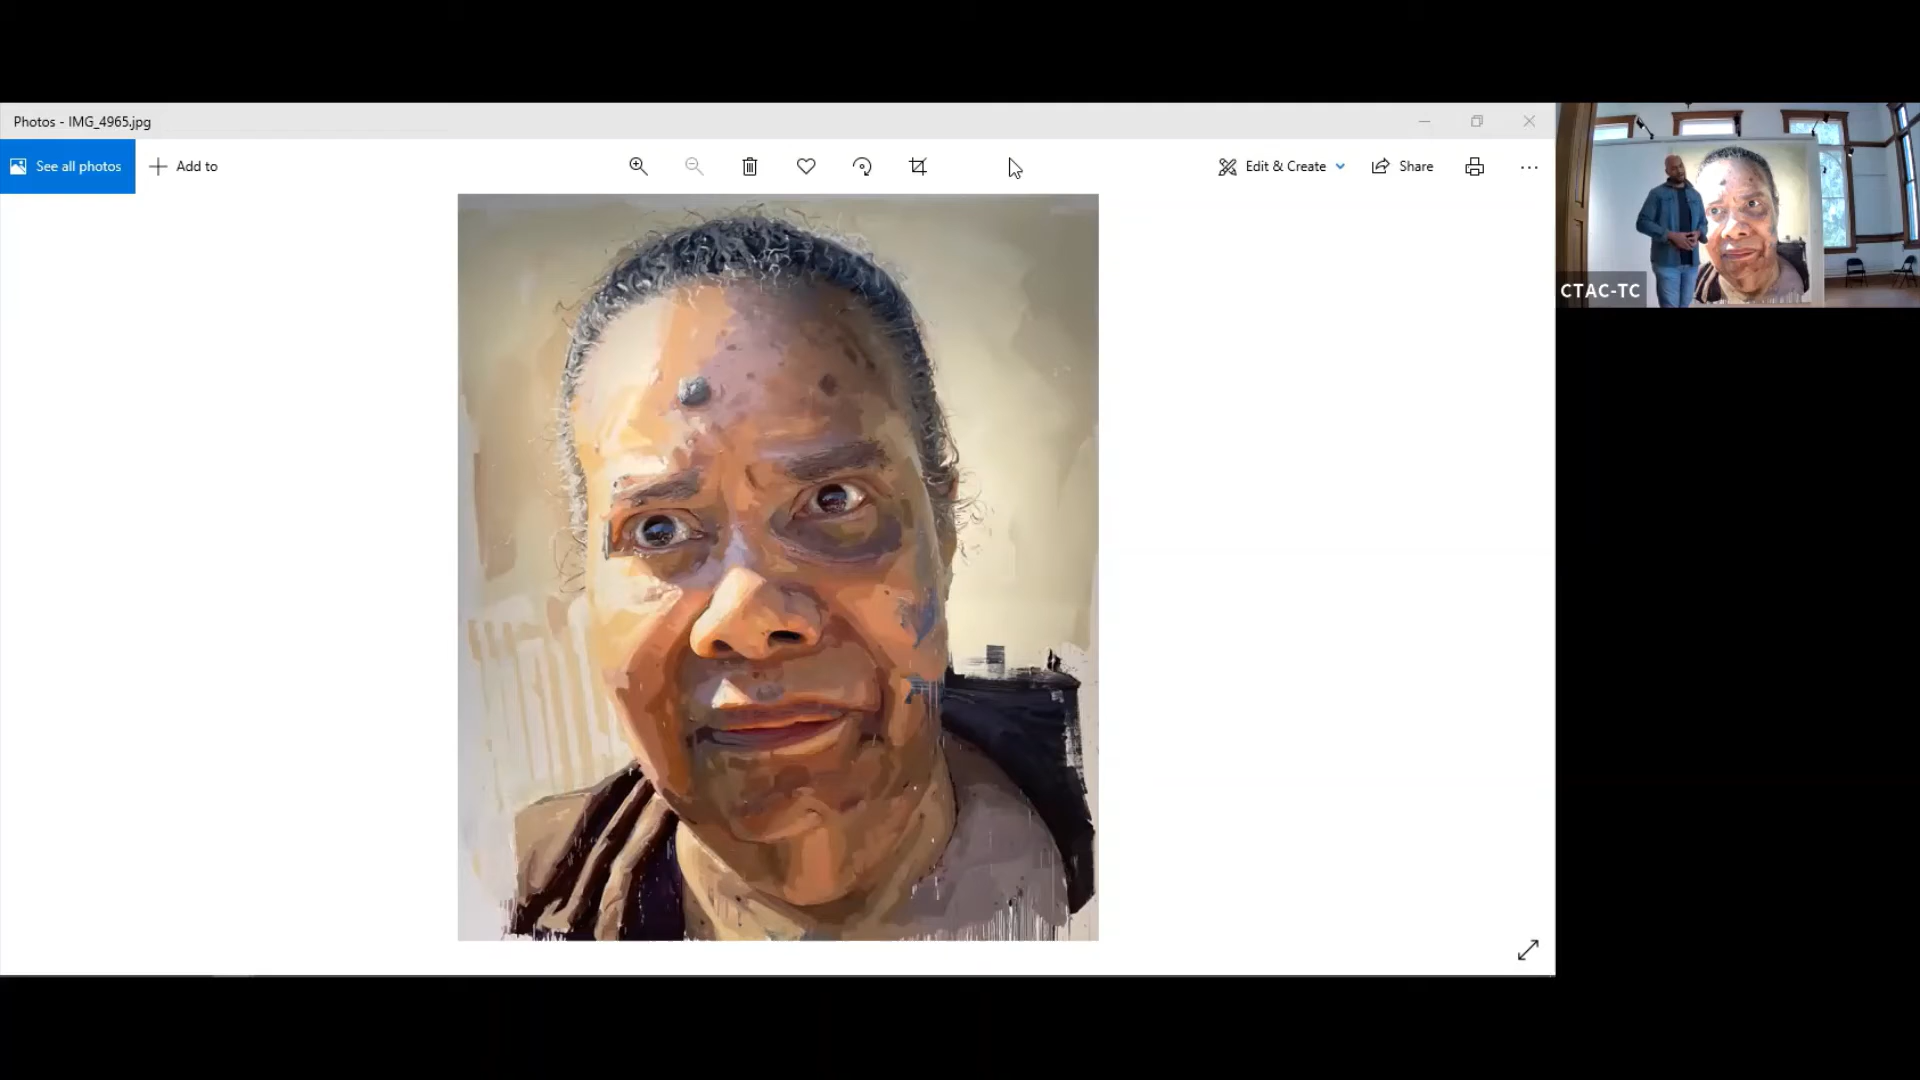 Photos - IMG_4965.jpg
See all photos
Add to
Edit & Create
Share
CTAC-TC